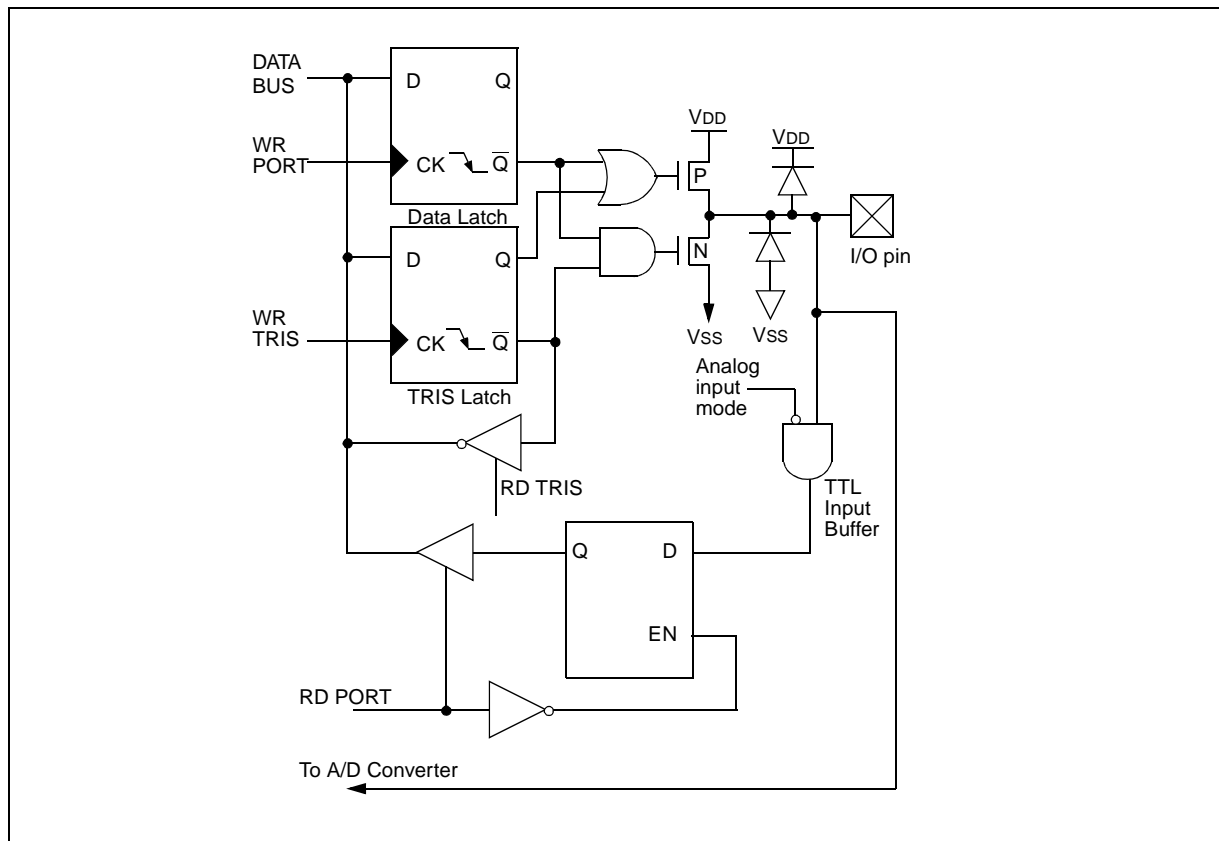 DATA
BUS
D
Q
WR
PORT
CK
Q̅
Data Latch
VDD
P
VDD
I/O pin
D
Q
N
WR
TRIS
CK
Q̅
TRIS Latch
VSS
VSS
Analog
input
mode
RD TRIS
TTL
Input
Buffer
Q
D
EN
RD PORT
To A/D Converter